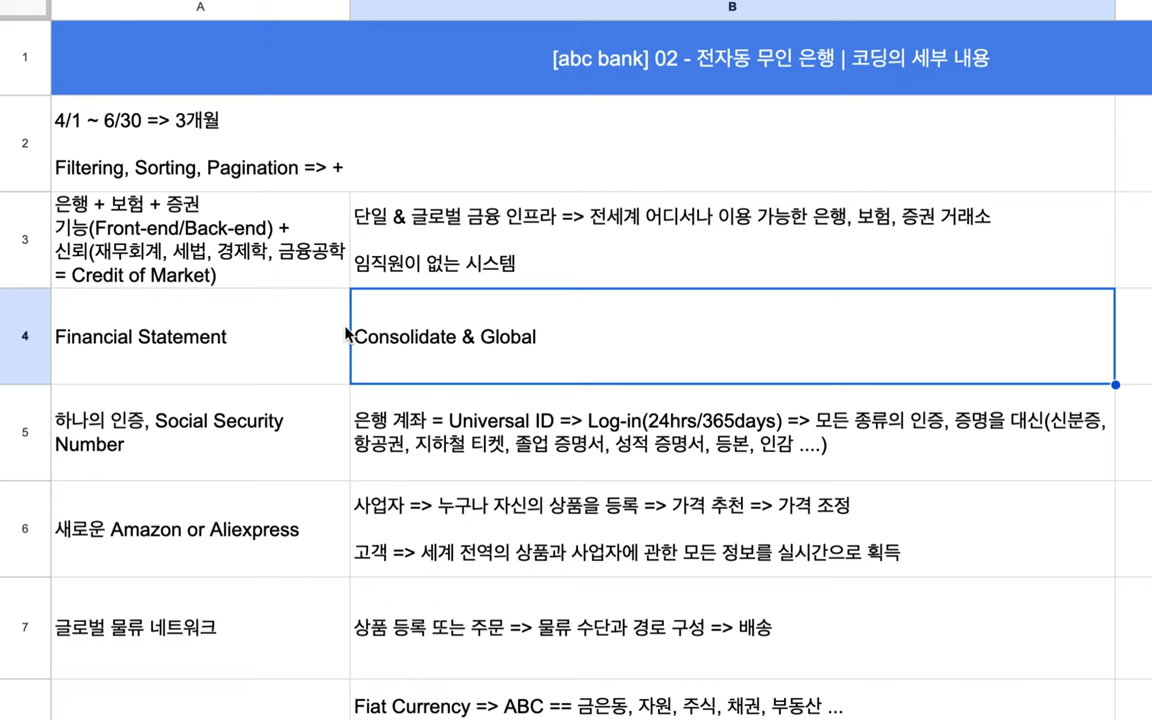 A
B
1
[abc bank] 02 - 전자동 무인 은행 | 코딩의 세부 내용
2
4/1 ~ 6/30 => 3개월
Filtering, Sorting, Pagination => +
3
은행 + 보험 + 증권
기능(Front-end/Back-end) +
신뢰(재무회계, 세법, 경제학, 금융공학
= Credit of Market)
단일 & 글로벌 금융 인프라 => 전세계 어디서나 이용 가능한 은행, 보험, 증권 거래소
임직원이 없는 시스템
4
Financial Statement
Consolidate & Global
5
하나의 인증, Social Security
Number
은행 계좌 = Universal ID => Log-in(24hrs/365days) => 모든 종류의 인증, 증명을 대신(신분증,
항공권, 지하철 티켓, 졸업 증명서, 성적 증명서, 등본, 인감 ....)
6
새로운 Amazon or Aliexpress
사업자 => 누구나 자신의 상품을 등록 => 가격 추천 => 가격 조정
고객 => 세계 전역의 상품과 사업자에 관한 모든 정보를 실시간으로 획득
7
글로벌 물류 네트워크
상품 등록 또는 주문 => 물류 수단과 경로 구성 => 배송
Fiat Currency => ABC == 금은동, 자원, 주식, 채권, 부동산 ...